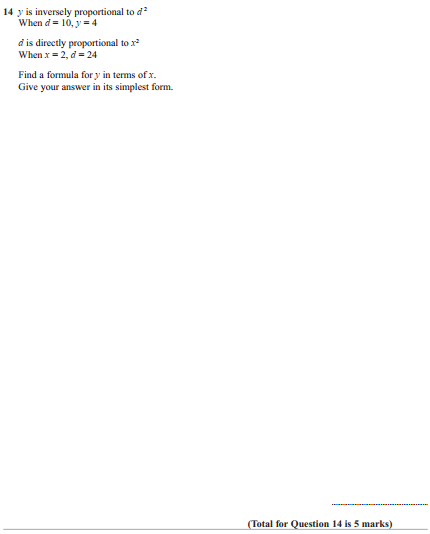 14 y is inversely proportional to d²
When d = 10, y = 4
d is directly proportional to x²
When x = 2, d = 24
Find a formula for y in terms of x.
Give your answer in its simplest form.
(Total for Question 14 is 5 marks)